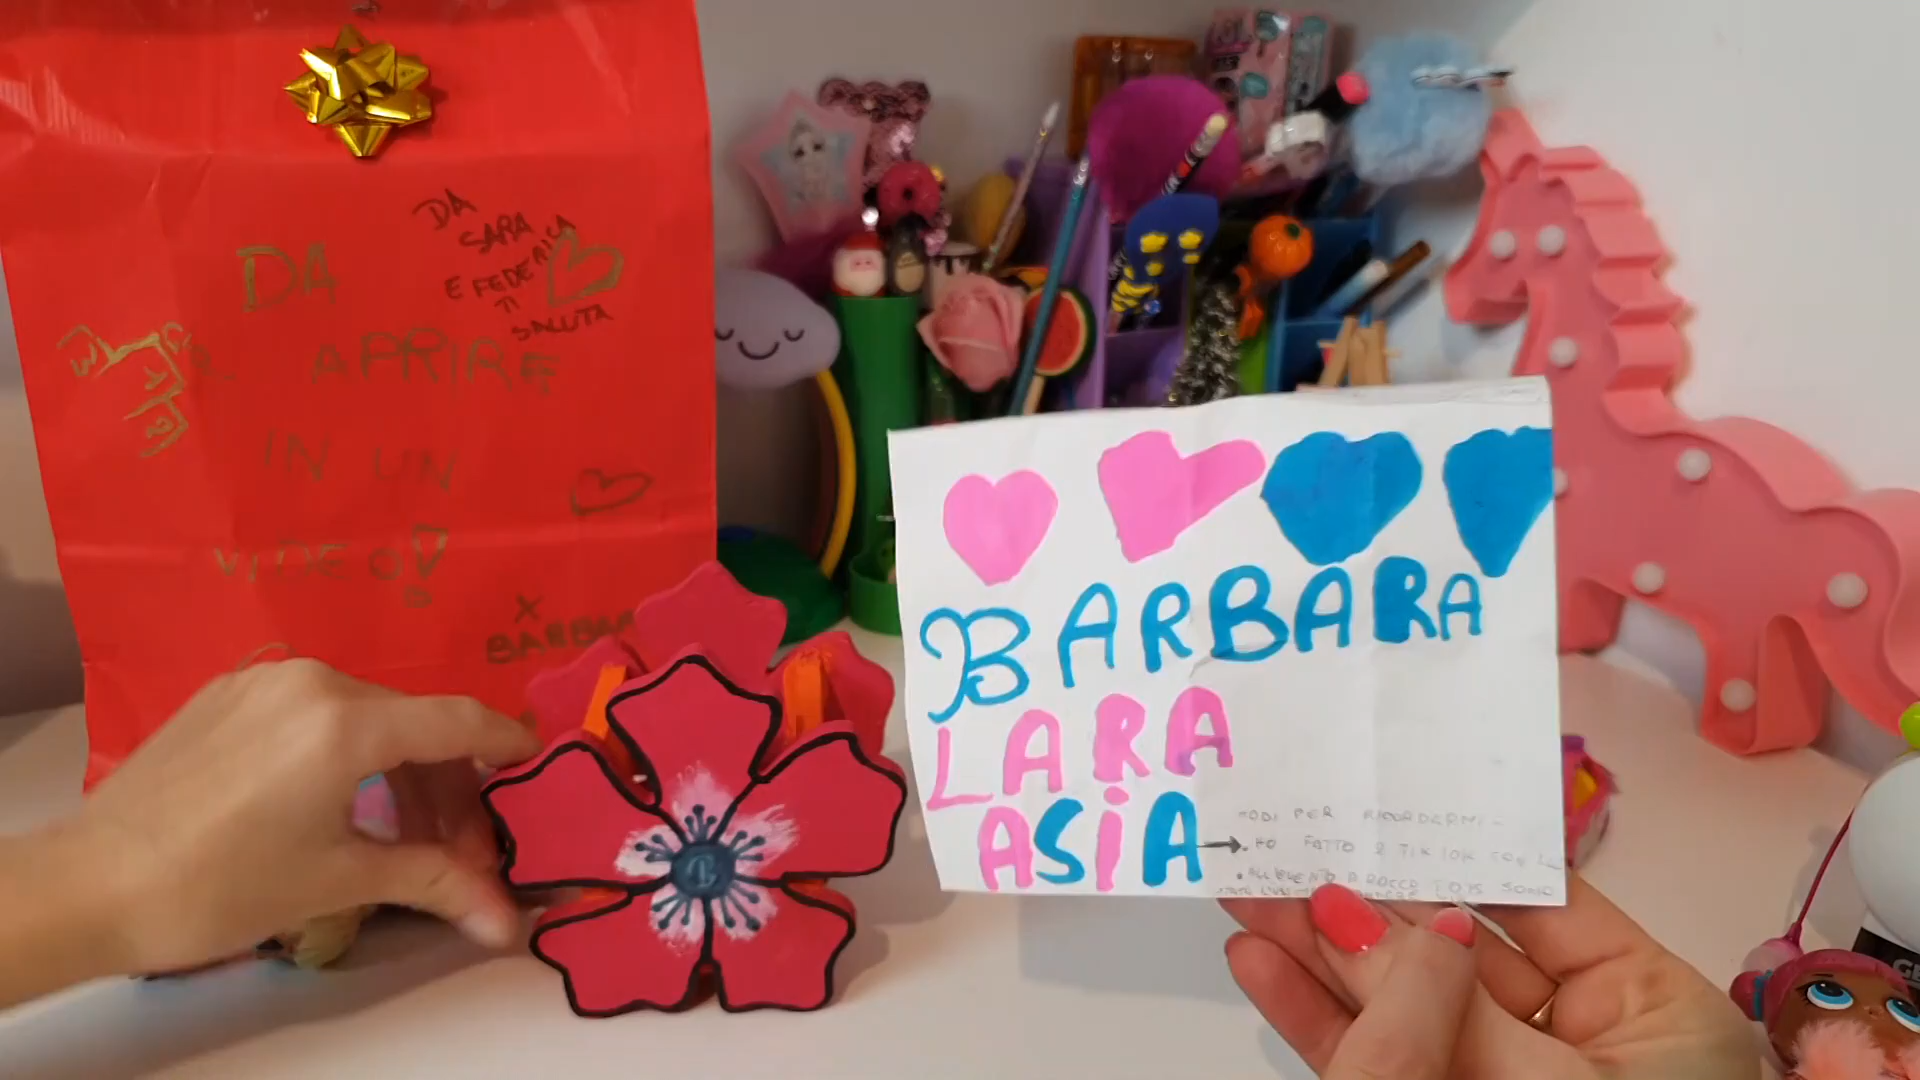 DA
SARA
E FEDERICA
TI
SALUTA
DA
APRIRE
IN UN
VIDEO!
X
BARBARA
BARBARA
LARA
ASiA
MODI PER RICORDARMI
. HO FATTO 2 TIK TOK CON